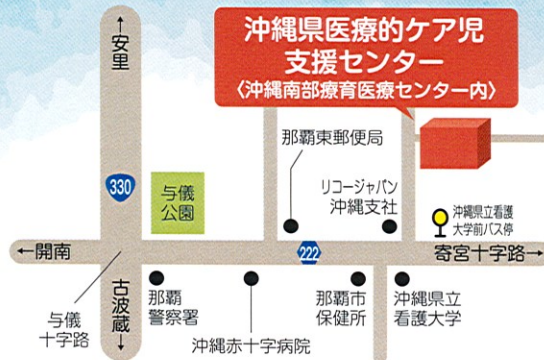 沖縄県医療的ケア児
支援センター
〈沖縄南部療育医療センター内〉
↑
安里
330
与儀
公園
那覇東郵便局
リコージャパン
沖縄支社
沖縄県立看護
大学前バス停
←開南
222
寄宮十字路→
与儀
十字路
古波蔵
↓
那覇
警察署
沖縄赤十字病院
那覇市
保健所
沖縄県立
看護大学